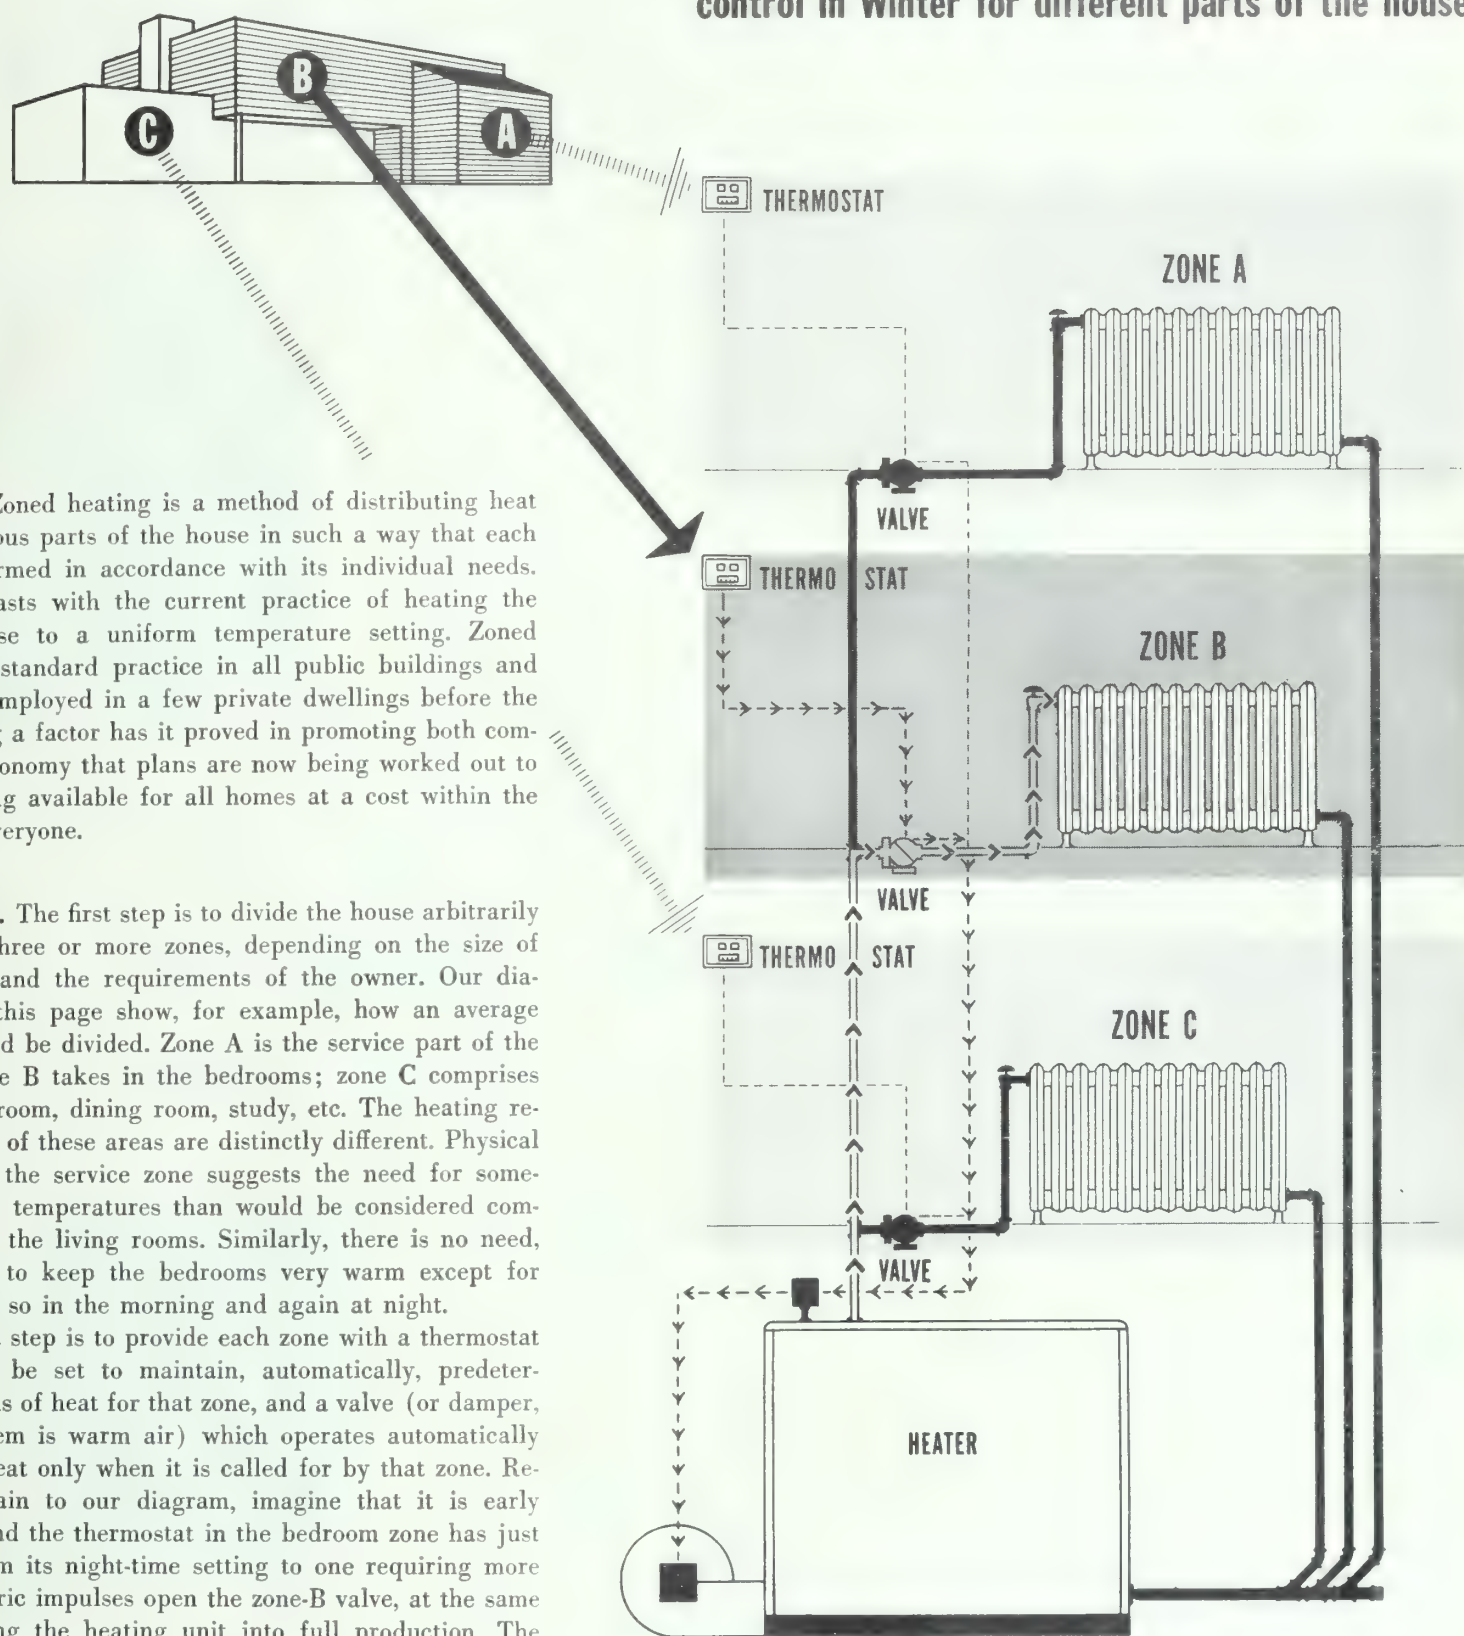 control in Winter for different parts of the house
B
C
A
THERMOSTAT
ZONE A
VALVE
THERMOSTAT
ZONE B
VALVE
THERMOSTAT
ZONE C
VALVE
HEATER
Zoned heating is a method of distributing heat
ous parts of the house in such a way that each
rmed in accordance with its individual needs.
asts with the current practice of heating the
se to a uniform temperature setting. Zoned
standard practice in all public buildings and
mployed in a few private dwellings before the
g a factor has it proved in promoting both com-
onomy that plans are now being worked out to
g available for all homes at a cost within the
veryone.
. The first step is to divide the house arbitrarily
hree or more zones, depending on the size of
and the requirements of the owner. Our dia-
this page show, for example, how an average
d be divided. Zone A is the service part of the
e B takes in the bedrooms; zone C comprises
room, dining room, study, etc. The heating re-
of these areas are distinctly different. Physical
the service zone suggests the need for some-
temperatures than would be considered com-
the living rooms. Similarly, there is no need,
to keep the bedrooms very warm except for
so in the morning and again at night.
step is to provide each zone with a thermostat
be set to maintain, automatically, predeter-
s of heat for that zone, and a valve (or damper,
em is warm air) which operates automatically
eat only when it is called for by that zone. Re-
ain to our diagram, imagine that it is early
nd the thermostat in the bedroom zone has just
m its night-time setting to one requiring more
ric impulses open the zone-B valve, at the same
ng the heating unit into full production. The